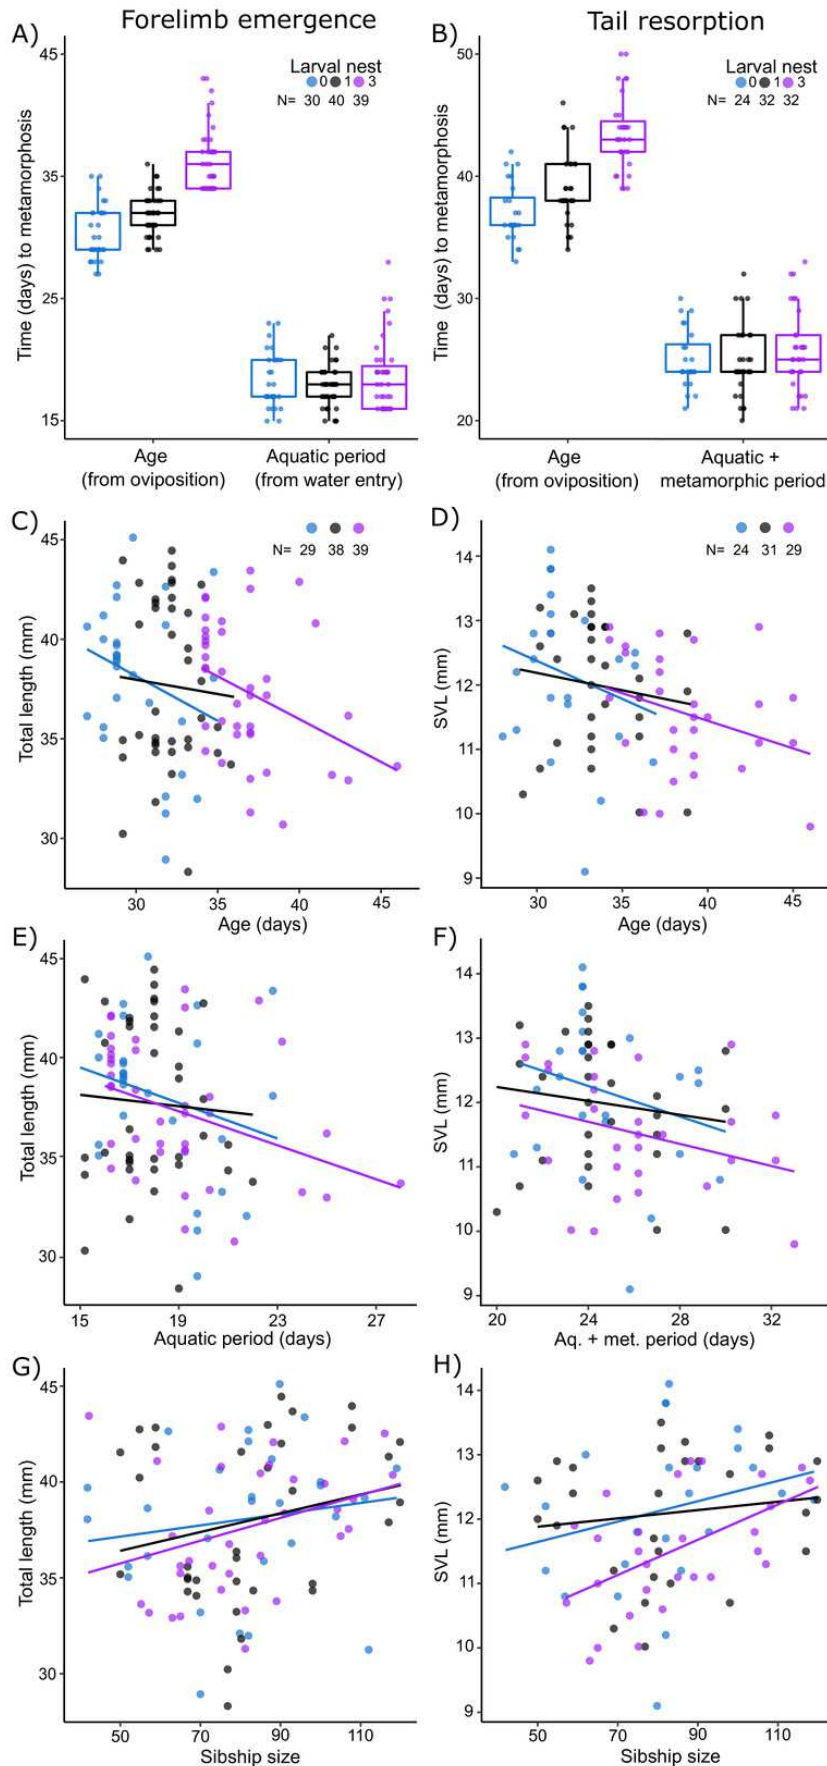 Forelimb emergence
Tail resorption
A)
B)
Larval nest
0 1 3
N= 30 40 39
Larval nest
0 1 3
N= 24 32 32
Time (days) to metamorphosis
45
35
25
15
Time (days) to metamorphosis
50
40
30
20
Age
(from oviposition)
Aquatic period
(from water entry)
Age
(from oviposition)
Aquatic +
metamorphic period
C)
D)
N= 29 38 39
N= 24 31 29
Total length (mm)
45
40
35
30
SVL (mm)
14
13
12
11
10
9
30 35 40 45
Age (days)
30 35 40 45
Age (days)
E)
F)
Total length (mm)
45
40
35
30
SVL (mm)
14
13
12
11
10
9
15 19 23 27
Aquatic period (days)
20 24 28 32
Aq. + met. period (days)
G)
H)
Total length (mm)
45
40
35
30
SVL (mm)
14
13
12
11
10
9
50 70 90 110
Sibship size
50 70 90 110
Sibship size